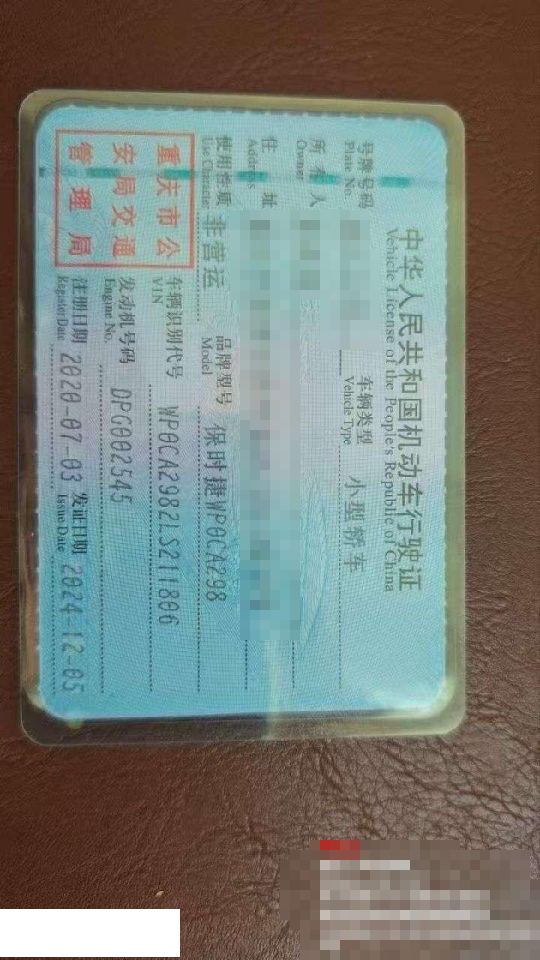 中华人民共和国机动车行驶证
Vehicle License of the People's Republic of China
号牌号码
Plate No.
车辆类型 小型轿车
Vehicle Type
所有人
Owner
住 址
Address
使用性质 非营运
Use Character
品牌型号 保时捷WP0CA298
Model
重庆市公
安局交通
管理局
车辆识别代号 WP0CA2982LS211806
VIN
发动机号码 DPG002545
Engine No.
注册日期 2020-07-03
Register Date
发证日期 2024-12-05
Issue Date